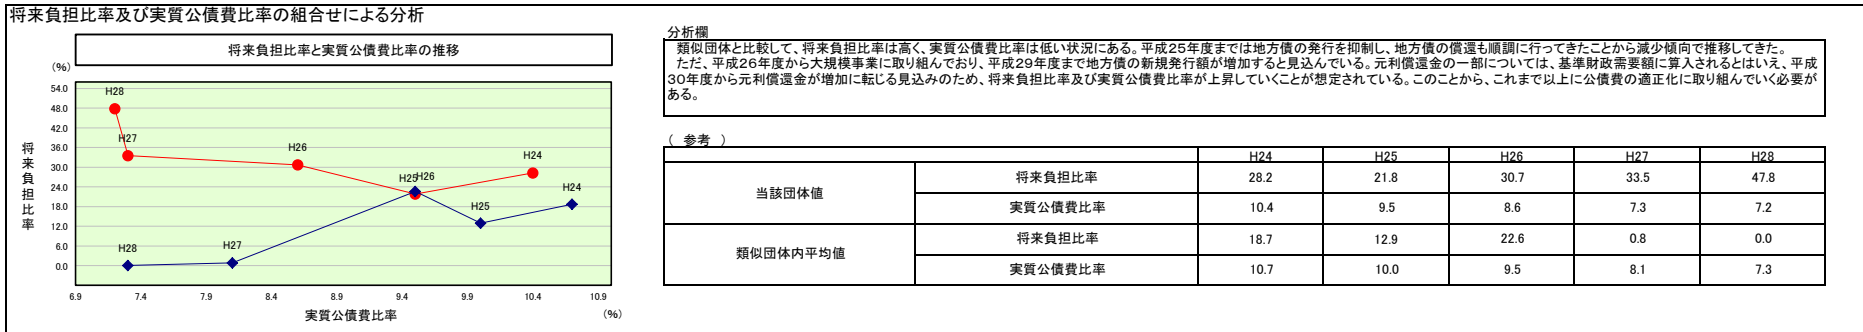 将来負担比率及び実質公債費比率の組合せによる分析
将来負担比率と実質公債費比率の推移
(%)
54.0
48.0
42.0
36.0
30.0
24.0
18.0
12.0
6.0
0.0
将来負担比率
H28
H27
H26
H25
H24
H26
H24
H25
H27
H28
6.9 7.4 7.9 8.4 8.9 9.4 9.9 10.4 10.9
実質公債費比率
(%)
分析欄
類似団体と比較して、将来負担比率は高く、実質公債費比率は低い状況にある。平成25年度までは地方債の発行を抑制し、地方債の償還も順調に行ってきたことから減少傾向で推移してきた。
ただ、平成26年度から大規模事業に取り組んでおり、平成29年度まで地方債の新規発行額が増加すると見込んでいる。元利償還金の一部については、基準財政需要額に算入されるとはいえ、平成
30年度から元利償還金が増加に転じる見込みのため、将来負担比率及び実質公債費比率が上昇していくことが想定されている。このことから、これまで以上に公債費の適正化に取り組んでいく必要が
ある。
( 参考 )
H24 H25 H26 H27 H28
当該団体値 将来負担比率 28.2 21.8 30.7 33.5 47.8
実質公債費比率 10.4 9.5 8.6 7.3 7.2
類似団体内平均値 将来負担比率 18.7 12.9 22.6 0.8 0.0
実質公債費比率 10.7 10.0 9.5 8.1 7.3